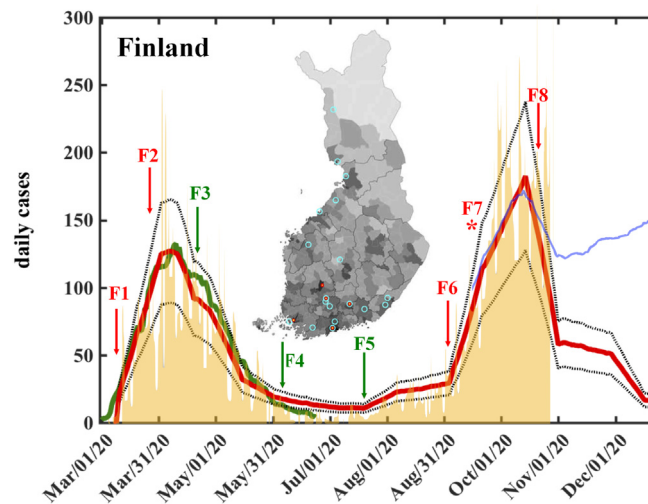 Finland
daily cases
300
250
200
150
100
50
0
F1
F2
F3
F4
F5
F6
F7
*
F8
Mar/01/20
Mar/31/20
May/01/20
May/31/20
Jul/01/20
Aug/01/20
Aug/31/20
Oct/01/20
Nov/01/20
Dec/01/20